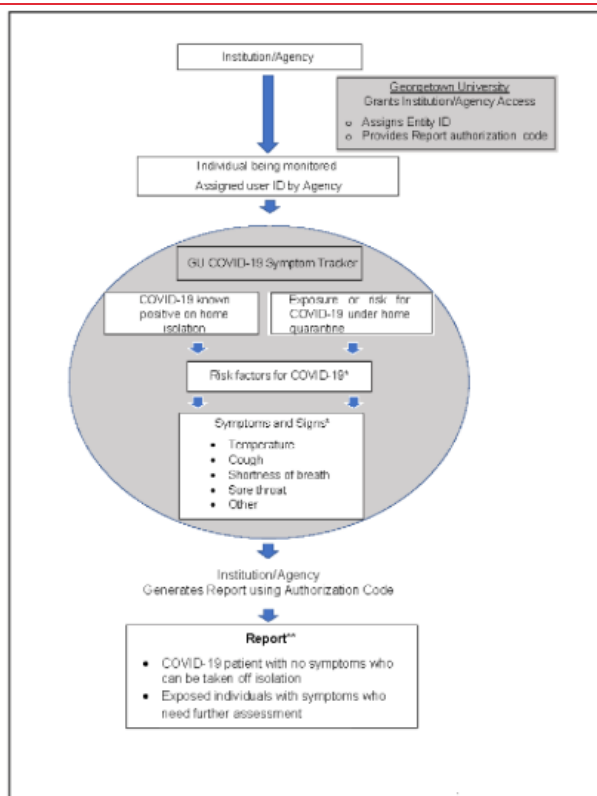 Institution/Agency
Georgetown University
Grants Institution/Agency Access
o Assigns Entity ID
o Provides Report authorization code
Individual being monitored
Assigned user ID by Agency
GU COVID-19 Symptom Tracker
COVID-19 known
positive on home
isolation
Exposure or risk for
COVID-19 under home
quarantine
Risk factors for COVID-19*
Symptoms and Signs*
• Temperature
• Cough
• Shortness of breath
• Sore throat
• Other
Institution/Agency
Generates Report using Authorization Code
Report**
• COVID-19 patient with no symptoms who
can be taken off isolation
• Exposed individuals with symptoms who
need further assessment